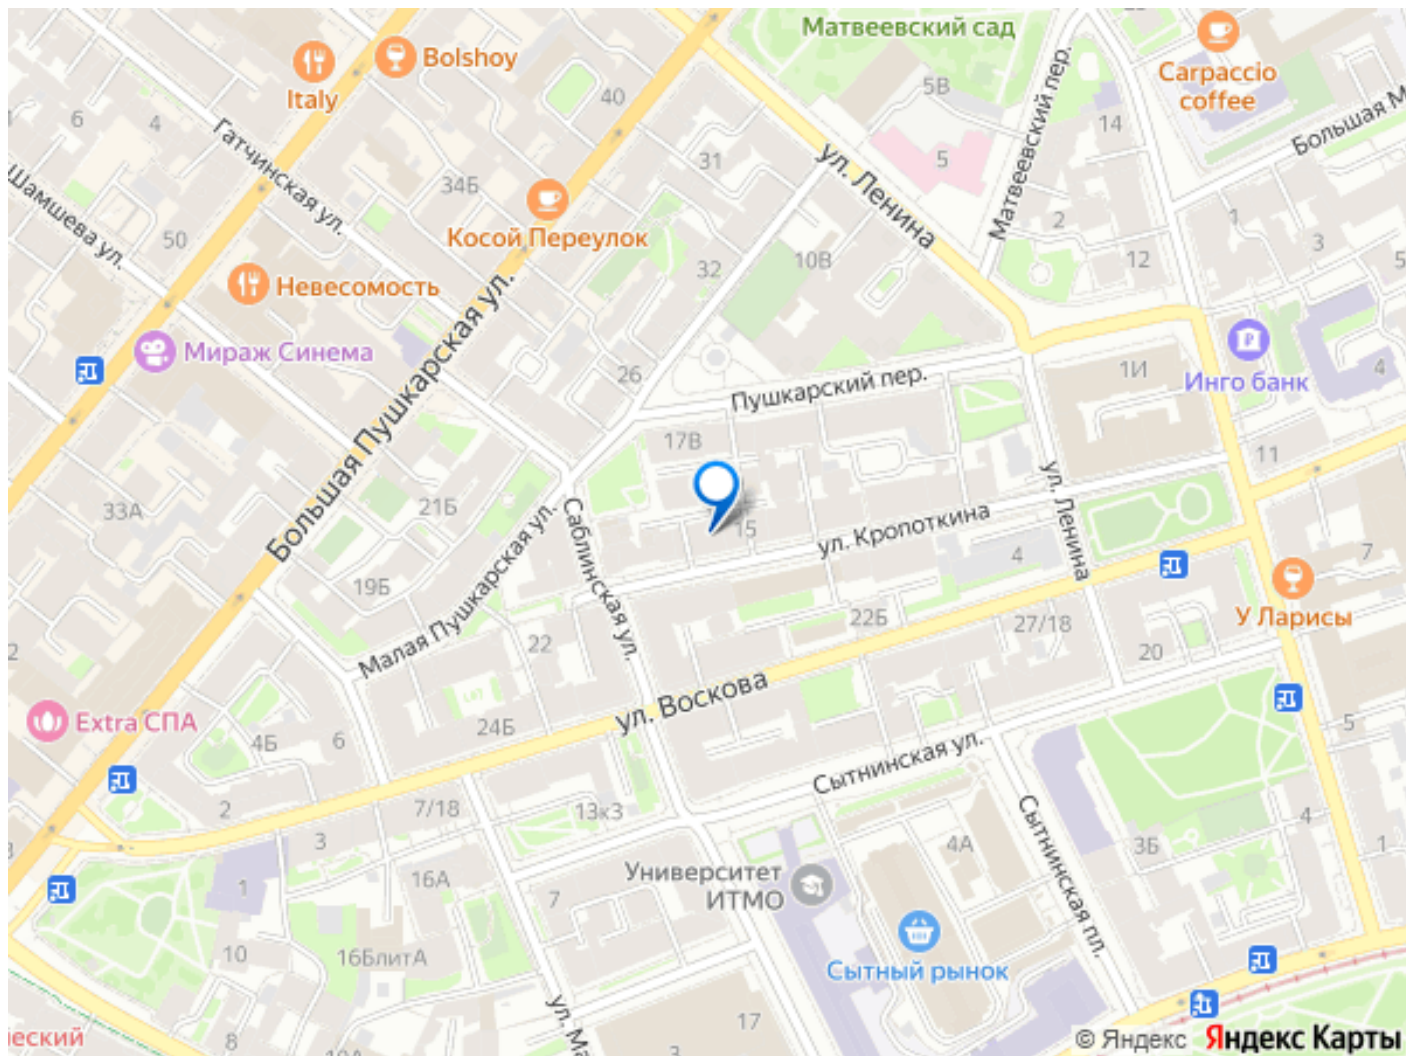 Матвеевский сад
Bolshoy
Italy
Carpaccio
coffee
5В
40
6
4
14
Гатчинская ул.
Матвеевский пер.
Большая М
31
5
ул. Ленина
34Б
Шамшева ул.
2
1
3
50
Косой Переулок
32
10В
12
5
Невесомость
Большая Пушкарская ул.
Мираж Синема
26
1И
4
Инго банк
Пушкарский пер.
17В
11
33А
21Б
15
ул. Кропоткина
ул. Ленина
Саблинская ул.
4
7
19Б
Малая Пушкарская ул.
22
22Б
27/18
У Ларисы
20
2
ул. Воскова
Extra СПА
4Б
6
24Б
5
Сытнинская ул.
2
7/18
13к3
4
3
4А
3Б
1
Университет
ИТМО
16А
7
1
Сытнинская пл.
10
16БлитА
Сытный рынок
ул. Ма
17
еский
8
10А
3
© Яндекс Яндекс Карты